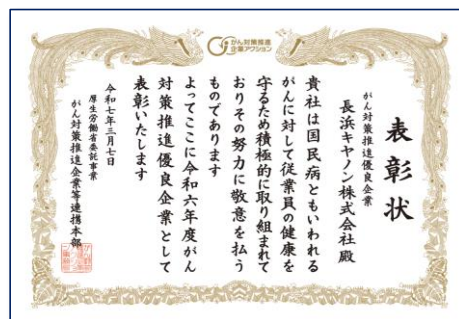 がん対策推進
企業アクション
表彰状
がん対策推進優良企業
長浜キヤノン株式会社殿
貴社は国民病ともいわれる
がんに対して従業員の健康を
守るため積極的に取り組まれて
おりその努力に敬意を払う
ものであります
よってここに令和六年度がん
対策推進優良企業として
表彰いたします
令和七年三月七日
厚生労働省委託事業
がん対策推進企業等連携本部